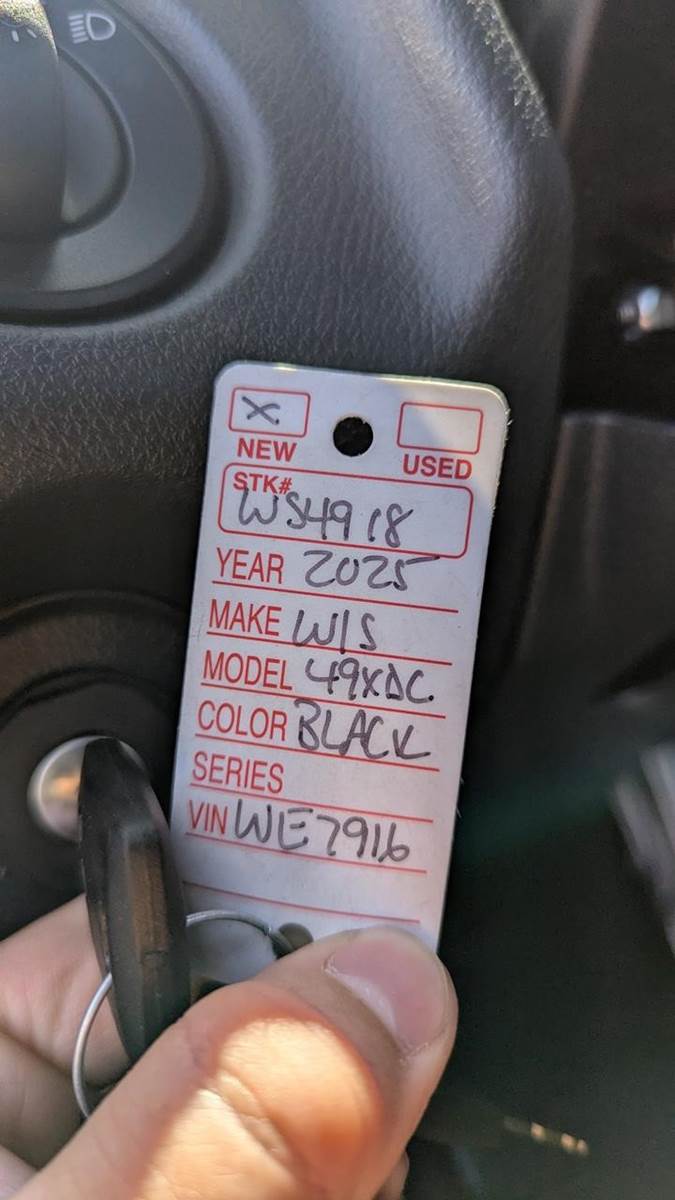 X
NEW USED
STK#
WS4918
YEAR 2025
MAKE W/S
MODEL 49XDC.
COLOR BLACK
SERIES
VIN WE7916